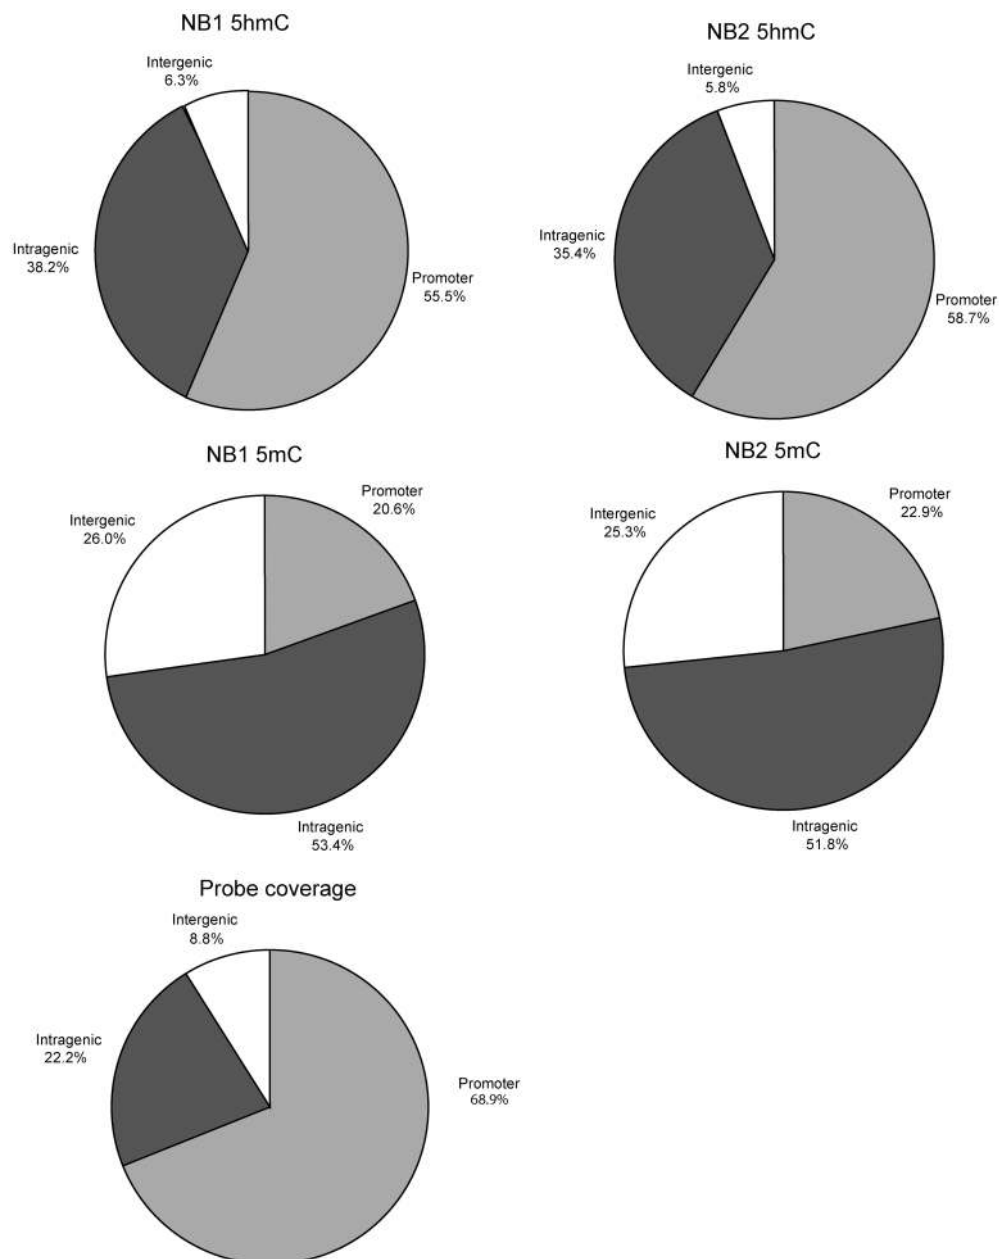 NB1 5hmC
Intergenic
6.3%
Intragenic
38.2%
Promoter
55.5%
NB2 5hmC
Intergenic
5.8%
Intragenic
35.4%
Promoter
58.7%
NB1 5mC
Intergenic
26.0%
Promoter
20.6%
Intragenic
53.4%
NB2 5mC
Intergenic
25.3%
Promoter
22.9%
Intragenic
51.8%
Probe coverage
Intergenic
8.8%
Intragenic
22.2%
Promoter
68.9%